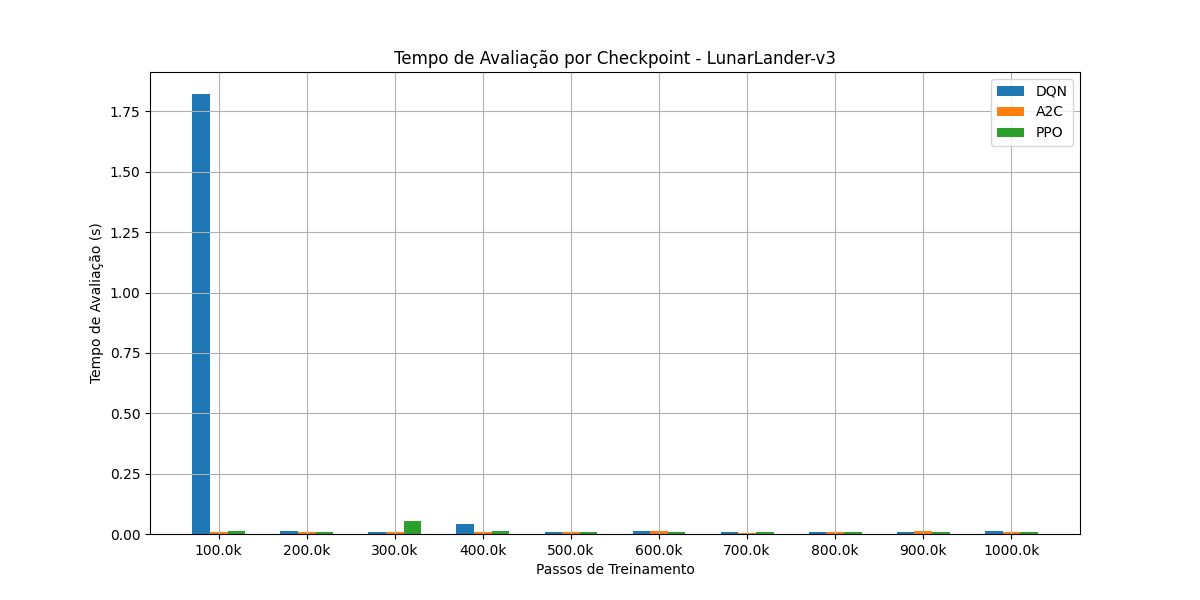 Tempo de Avaliação por Checkpoint - LunarLander-v3
DQN
A2C
PPO
Tempo de Avaliação (s)
1.75
1.50
1.25
1.00
0.75
0.50
0.25
0.00
100.0k 200.0k 300.0k 400.0k 500.0k 600.0k 700.0k 800.0k 900.0k 1000.0k
Passos de Treinamento